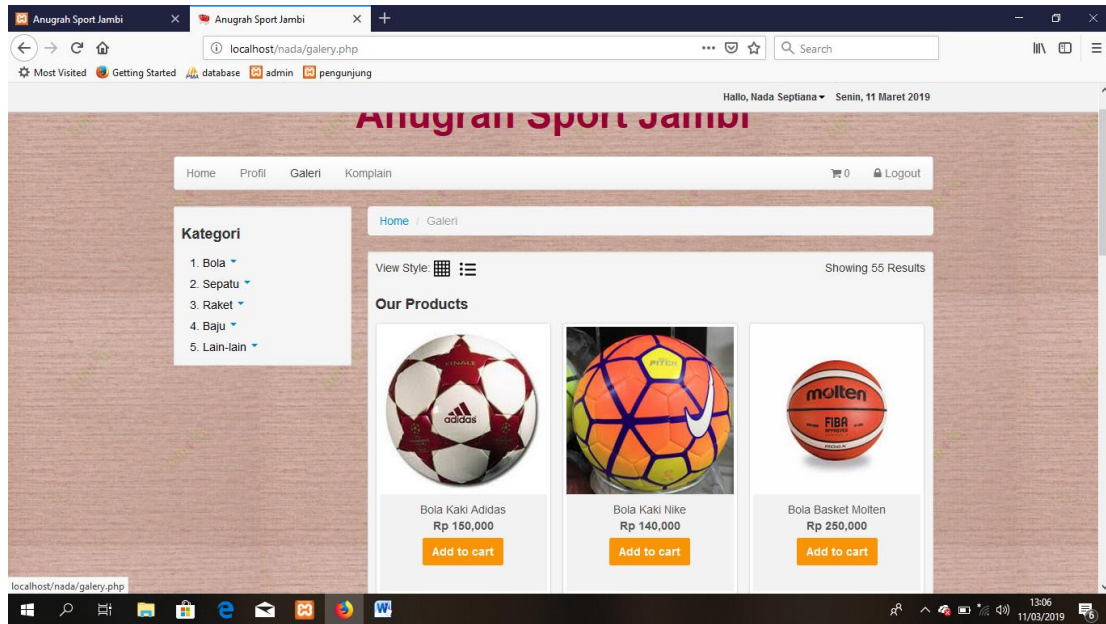 Anugrah Sport Jambi
Anugrah Sport Jambi
localhost/nada/galery.php
Search
Most Visited Getting Started database admin pengunjung
Hallo, Nada Septiana Senin, 11 Maret 2019
Anugrah Sport Jambi
Home Profil Galeri Komplain 0 Logout
Kategori
1. Bola
2. Sepatu
3. Raket
4. Baju
5. Lain-lain
Home / Galeri
View Style: Showing 55 Results
Our Products
FINALE
adidas
PITCH
molten
FIBA
Bola Kaki Adidas
Rp 150,000
Add to cart
Bola Kaki Nike
Rp 140,000
Add to cart
Bola Basket Molten
Rp 250,000
Add to cart
localhost/nada/galery.php
13:06
11/03/2019
6